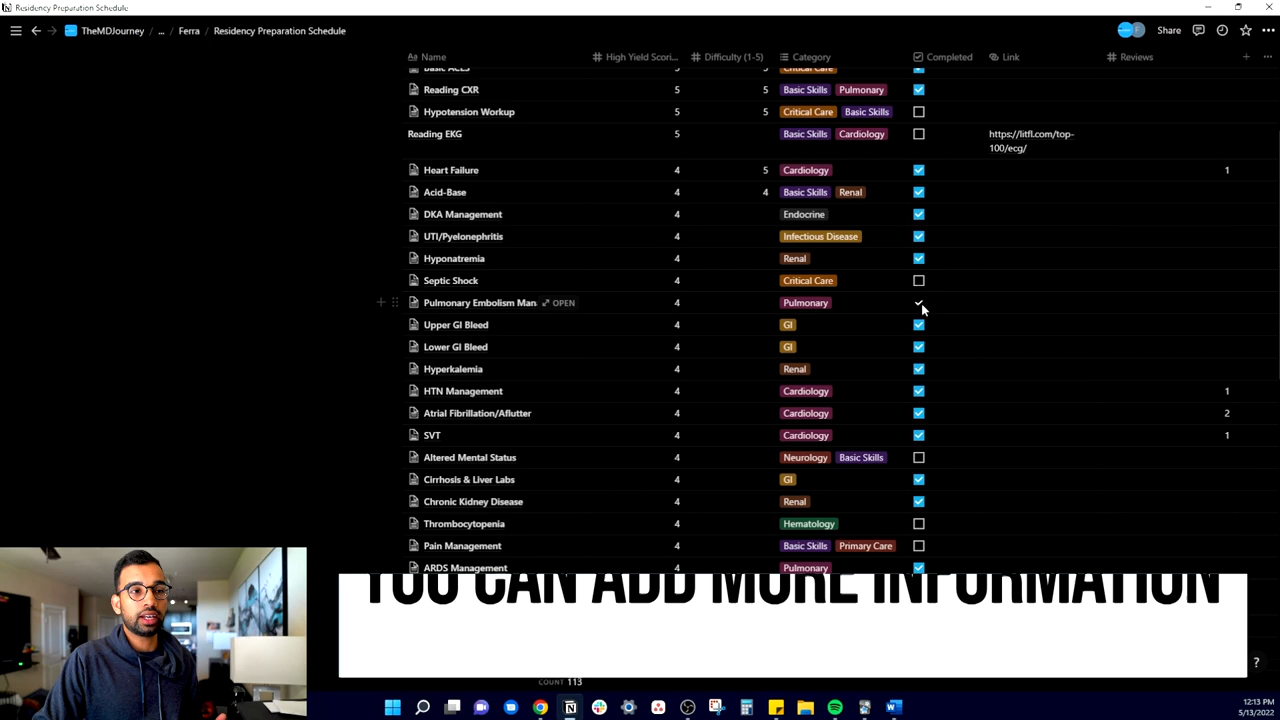 Residency Preparation Schedule
TheMDJourney / ... / Ferra / Residency Preparation Schedule
Share
Aa Name # High Yield Scori... # Difficulty (1-5) Category Completed Link # Reviews
Basic ACLS 5 5 Critical Care
Reading CXR 5 5 Basic Skills Pulmonary
Hypotension Workup 5 5 Critical Care Basic Skills
Reading EKG 5 Basic Skills Cardiology https://litfl.com/top-
100/ecg/
Heart Failure 4 5 Cardiology 1
Acid-Base 4 4 Basic Skills Renal
DKA Management 4 Endocrine
UTI/Pyelonephritis 4 Infectious Disease
Hyponatremia 4 Renal
Septic Shock 4 Critical Care
Pulmonary Embolism Man OPEN 4 Pulmonary
Upper GI Bleed 4 GI
Lower GI Bleed 4 GI
Hyperkalemia 4 Renal
HTN Management 4 Cardiology 1
Atrial Fibrillation/Aflutter 4 Cardiology 2
SVT 4 Cardiology 1
Altered Mental Status 4 Neurology Basic Skills
Cirrhosis & Liver Labs 4 GI
Chronic Kidney Disease 4 Renal
Thrombocytopenia 4 Hematology
Pain Management 4 Basic Skills Primary Care
ARDS Management 4 Pulmonary
YOU CAN ADD MORE INFORMATION
COUNT 113
?
12:13 PM
5/13/2022